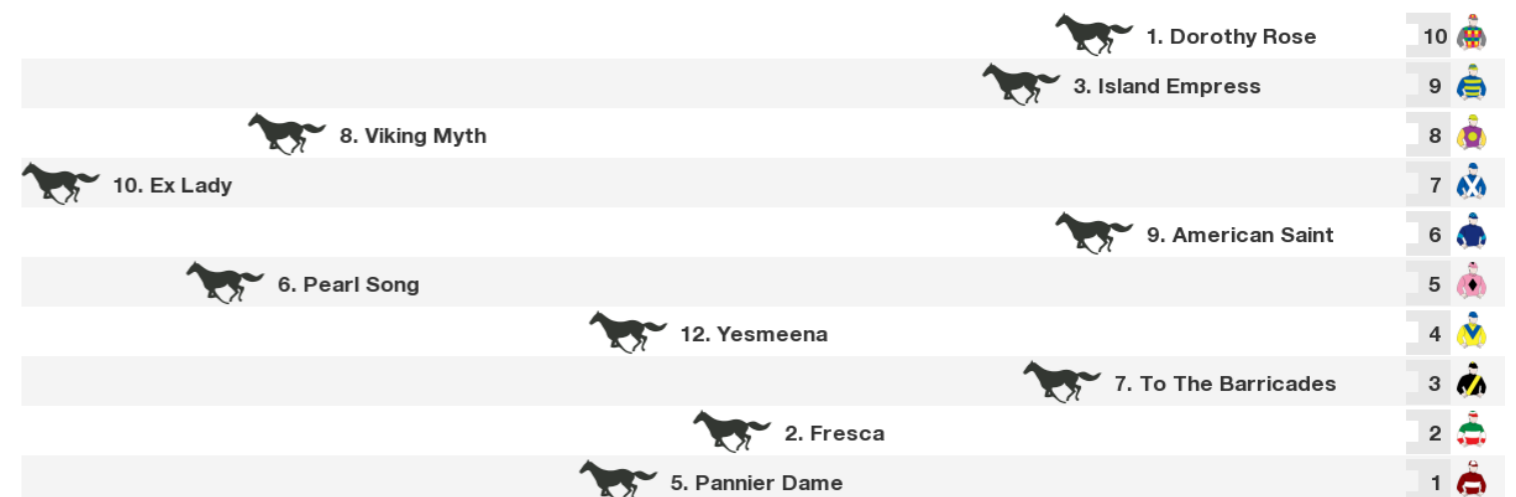 1. Dorothy Rose 10
3. Island Empress 9
8. Viking Myth 8
10. Ex Lady 7
9. American Saint 6
6. Pearl Song 5
12. Yesmeena 4
7. To The Barricades 3
2. Fresca 2
5. Pannier Dame 1